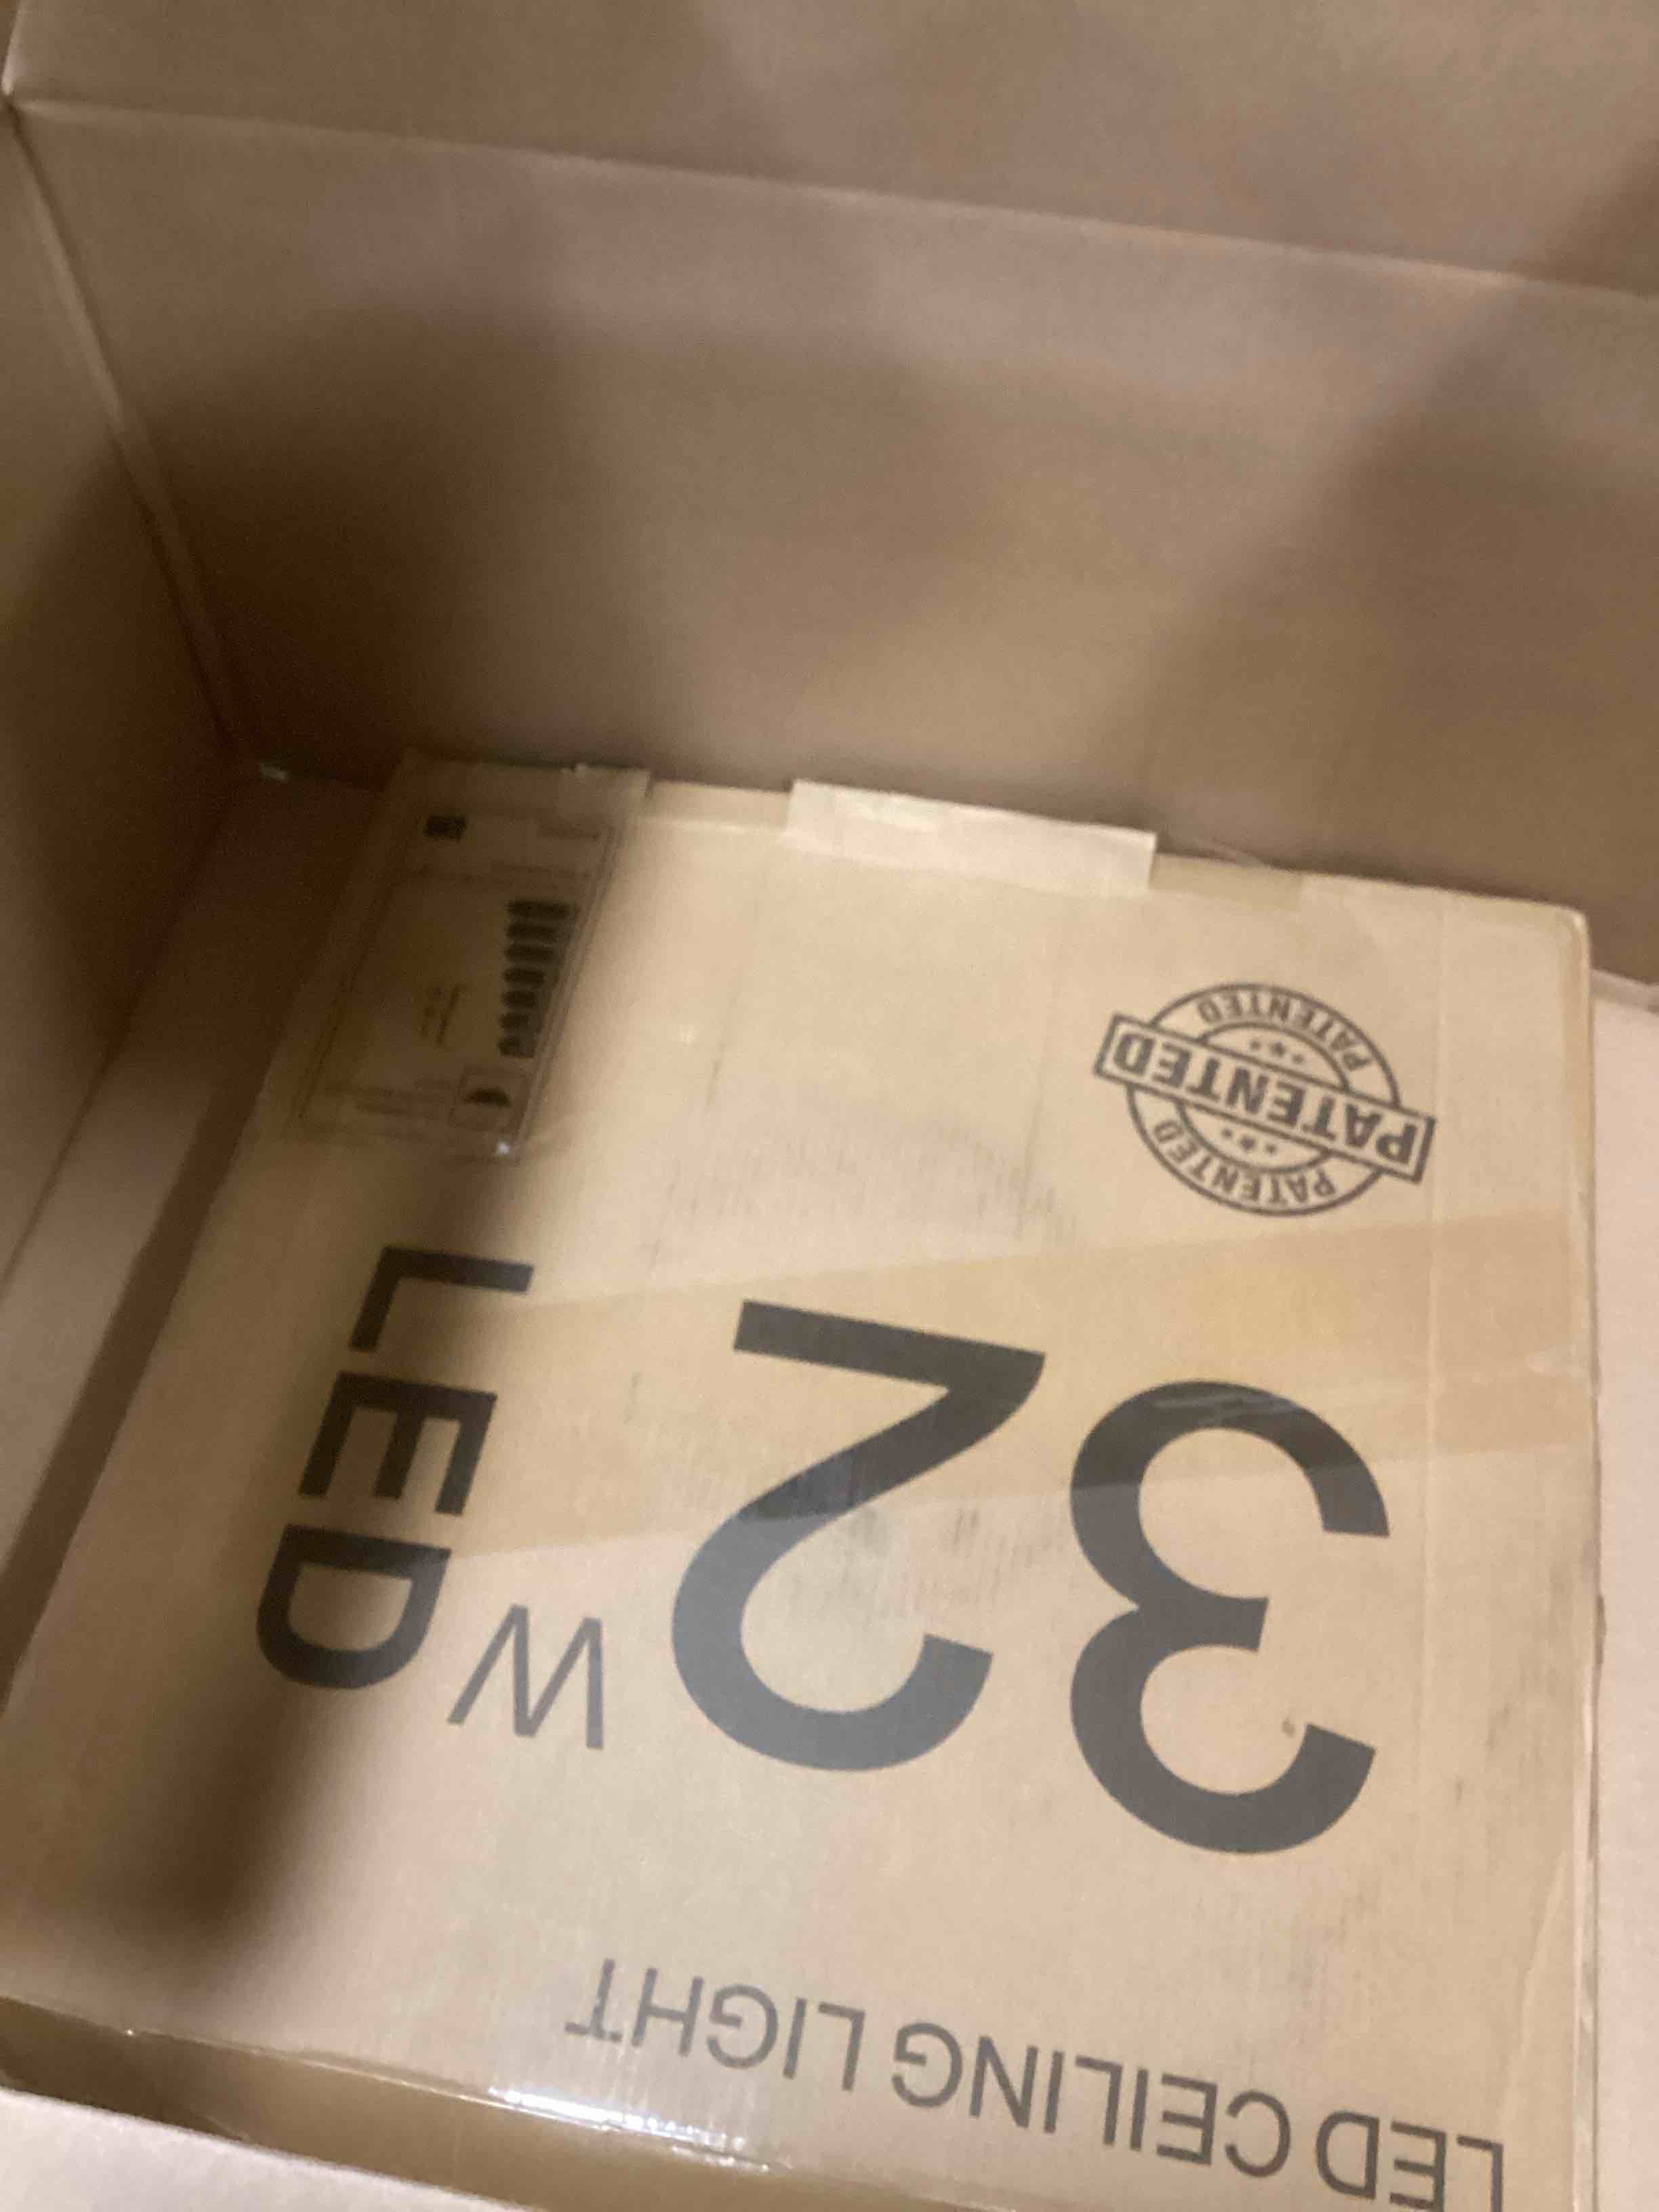 LED CEILING LIGHT
32W
LED
PATENTED
PATENTED
PATENTED